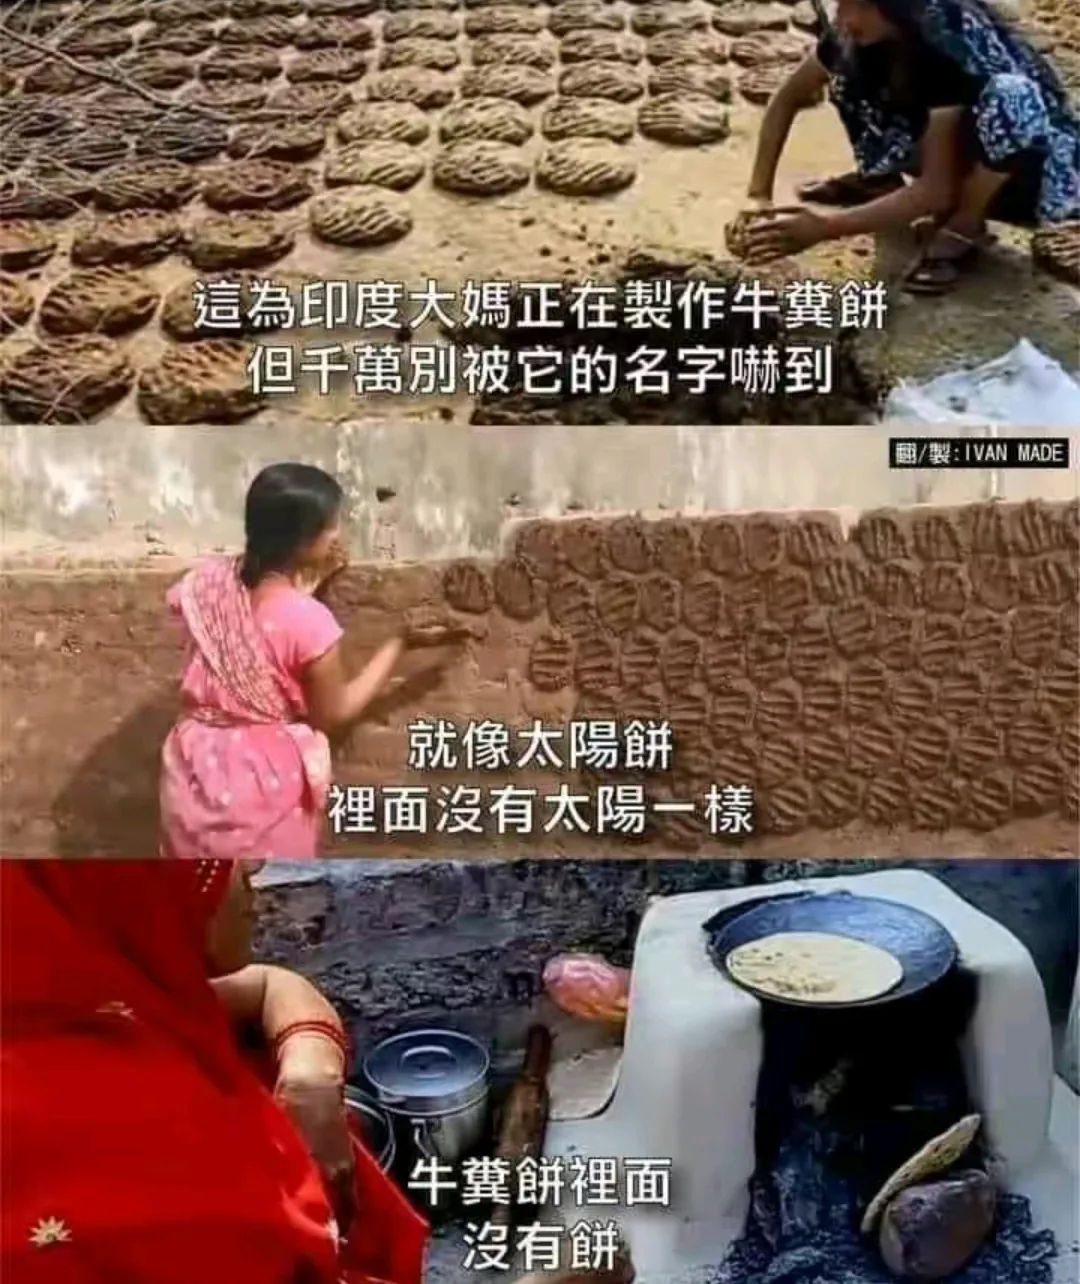 這為印度大媽正在製作牛糞餅
但千萬別被它的名字嚇到
翻/製:IVAN MADE
就像太陽餅
裡面沒有太陽一樣
牛糞餅裡面
沒有餅